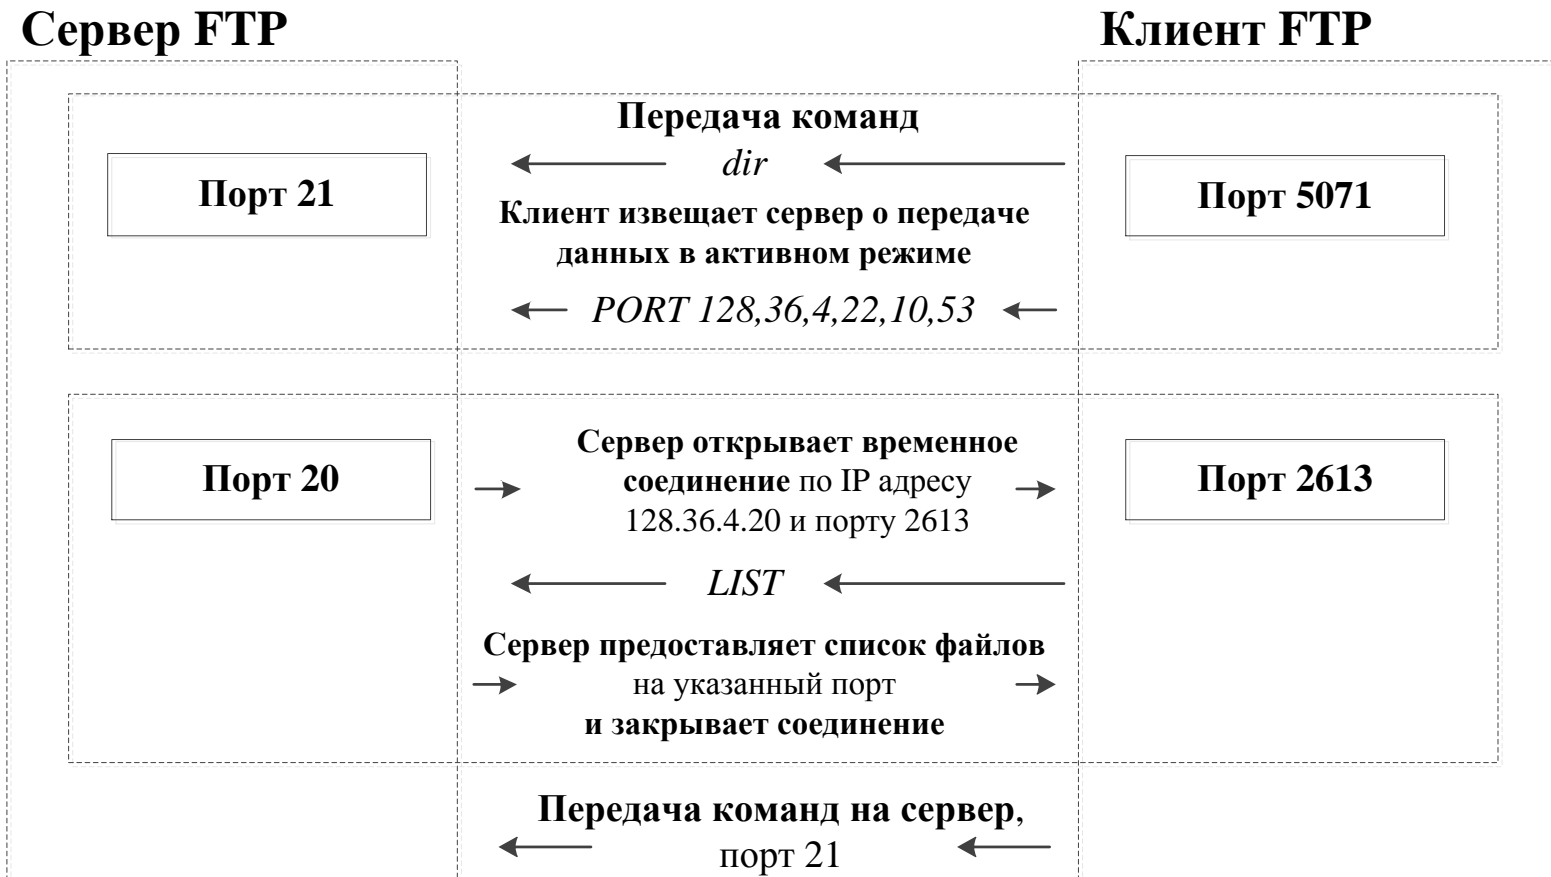 Сервер FTP
Клиент FTP
Передача команд
dir
Порт 21
Порт 5071
Клиент извещает сервер о передаче
данных в активном режиме
PORT 128,36,4,22,10,53
Сервер открывает временное
соединение по IP адресу
128.36.4.20 и порту 2613
Порт 20
Порт 2613
LIST
Сервер предоставляет список файлов
на указанный порт
и закрывает соединение
Передача команд на сервер,
порт 21